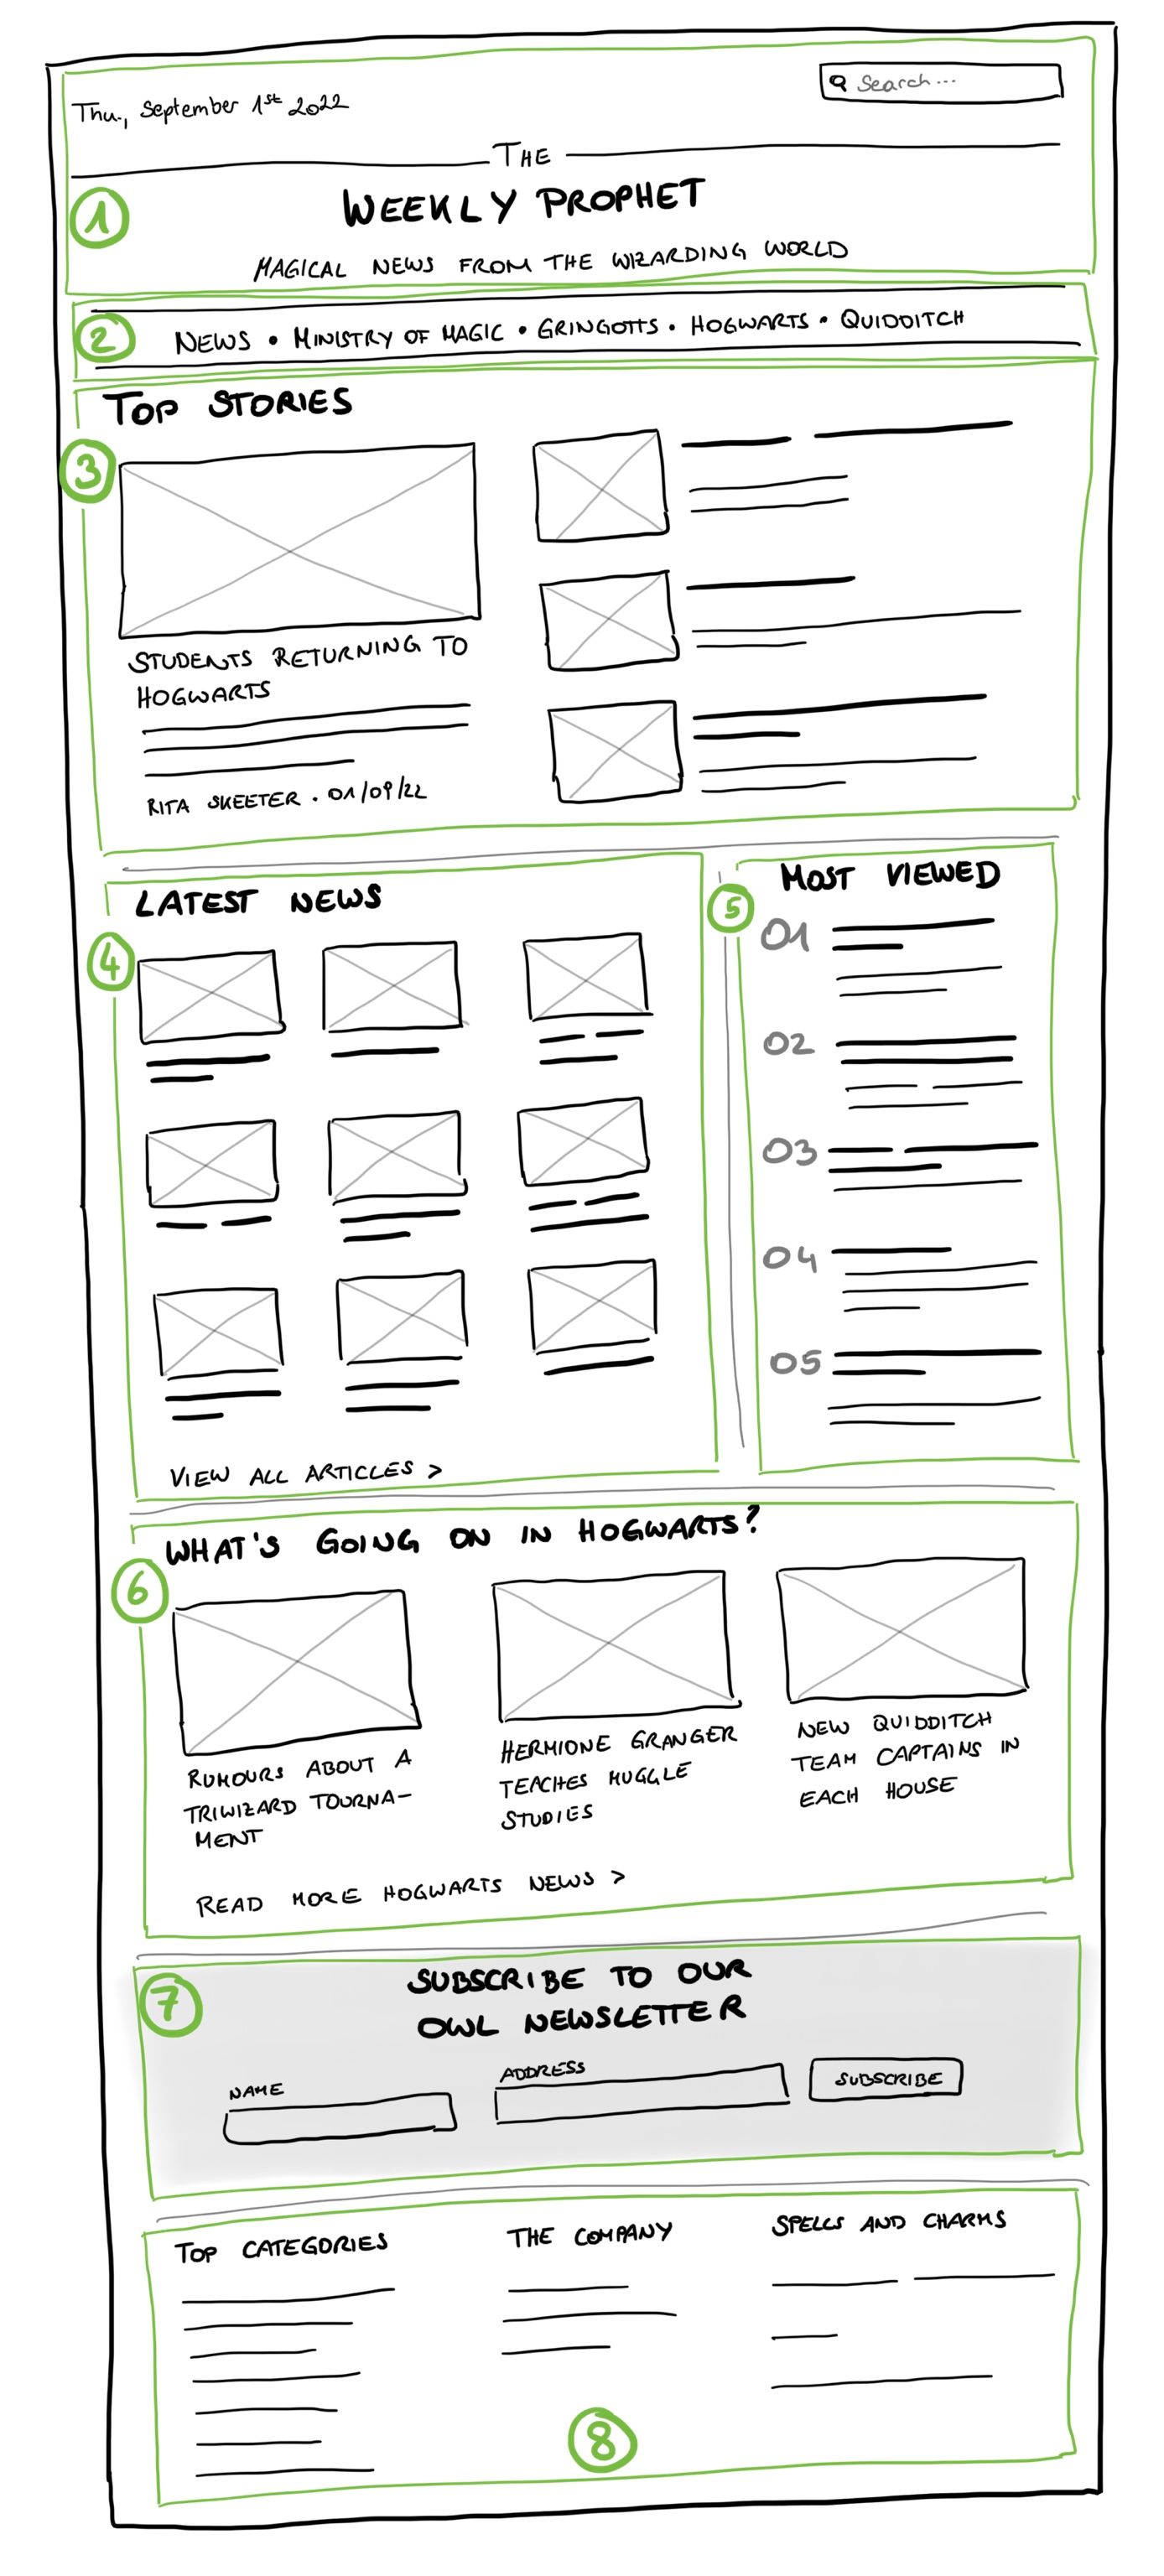 Thu., September 1st 2022
Search...
THE
WEEKLY PROPHET
MAGICAL NEWS FROM THE WIZARDING WORLD
1
2
NEWS • MINISTRY OF MAGIC • GRINGOTTS • HOGWARTS • QUIDDITCH
TOP STORIES
3
STUDENTS RETURNING TO
HOGWARTS
RITA SKEETER . 01/09/22
LATEST NEWS
4
VIEW ALL ARTICLES >
MOST VIEWED
5
01
02
03
04
05
WHAT'S GOING ON IN HOGWARTS?
6
RUMOURS ABOUT A
TRIWIZARD TOURNA-
MENT
HERMIONE GRANGER
TEACHES MUGGLE
STUDIES
NEW QUIDDITCH
TEAM CAPTAINS IN
EACH HOUSE
READ MORE HOGWARTS NEWS >
7
SUBSCRIBE TO OUR
OWL NEWSLETTER
NAME
ADDRESS
SUBSCRIBE
TOP CATEGORIES
THE COMPANY
SPELLS AND CHARMS
8